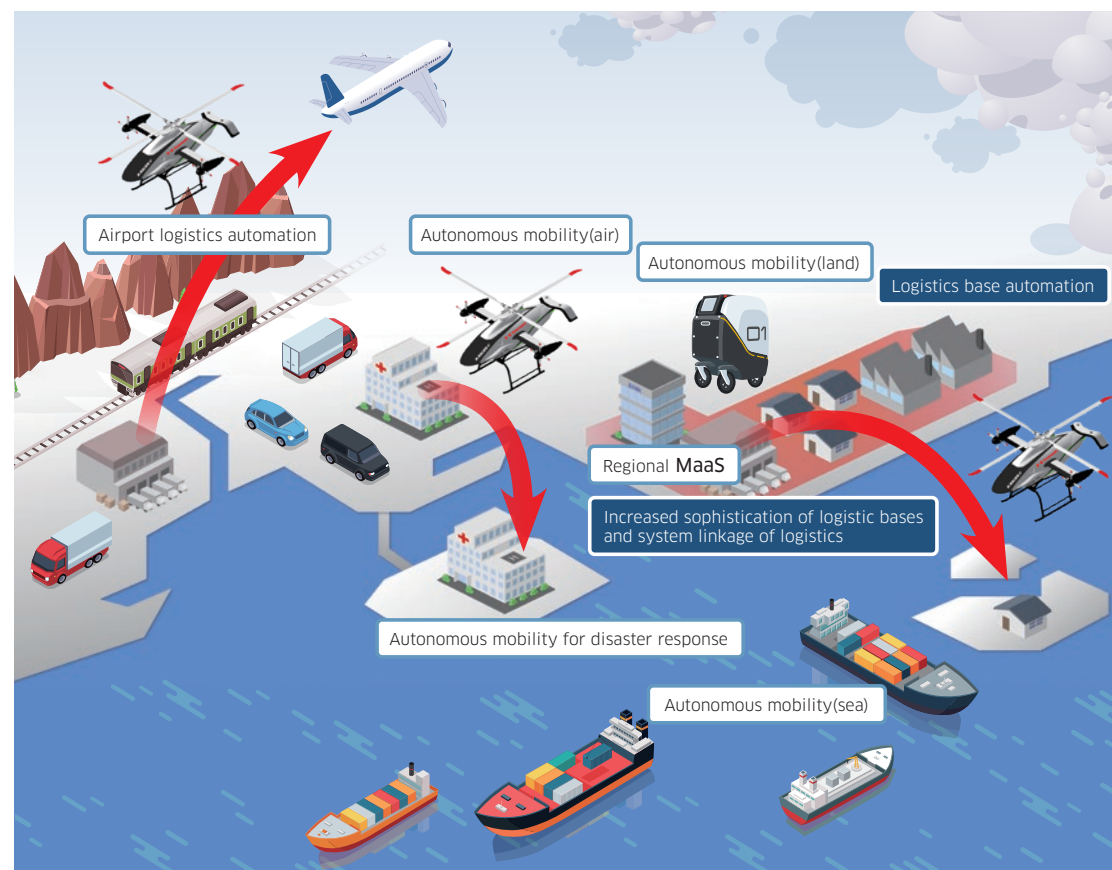 Airport logistics automation
Autonomous mobility(air)
Autonomous mobility(land)
Logistics base automation
01
Regional MaaS
Increased sophistication of logistic bases
and system linkage of logistics
Autonomous mobility for disaster response
Autonomous mobility(sea)